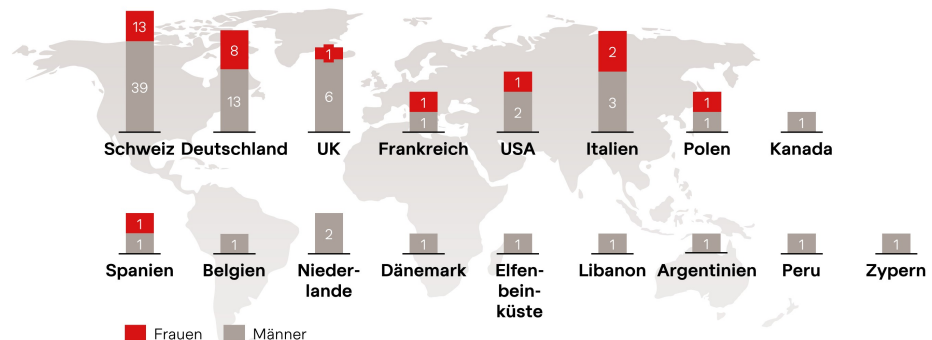 13 8 1 2
39 13 6 1 1 1 2 3 1 1 1
Schweiz Deutschland UK Frankreich USA Italien Polen Kanada
1
1 1 2 1 1 1 1 1 1
Spanien Belgien Nieder-
lande Dänemark Elfen-
bein-
küste Libanon Argentinien Peru Zypern
Frauen Männer